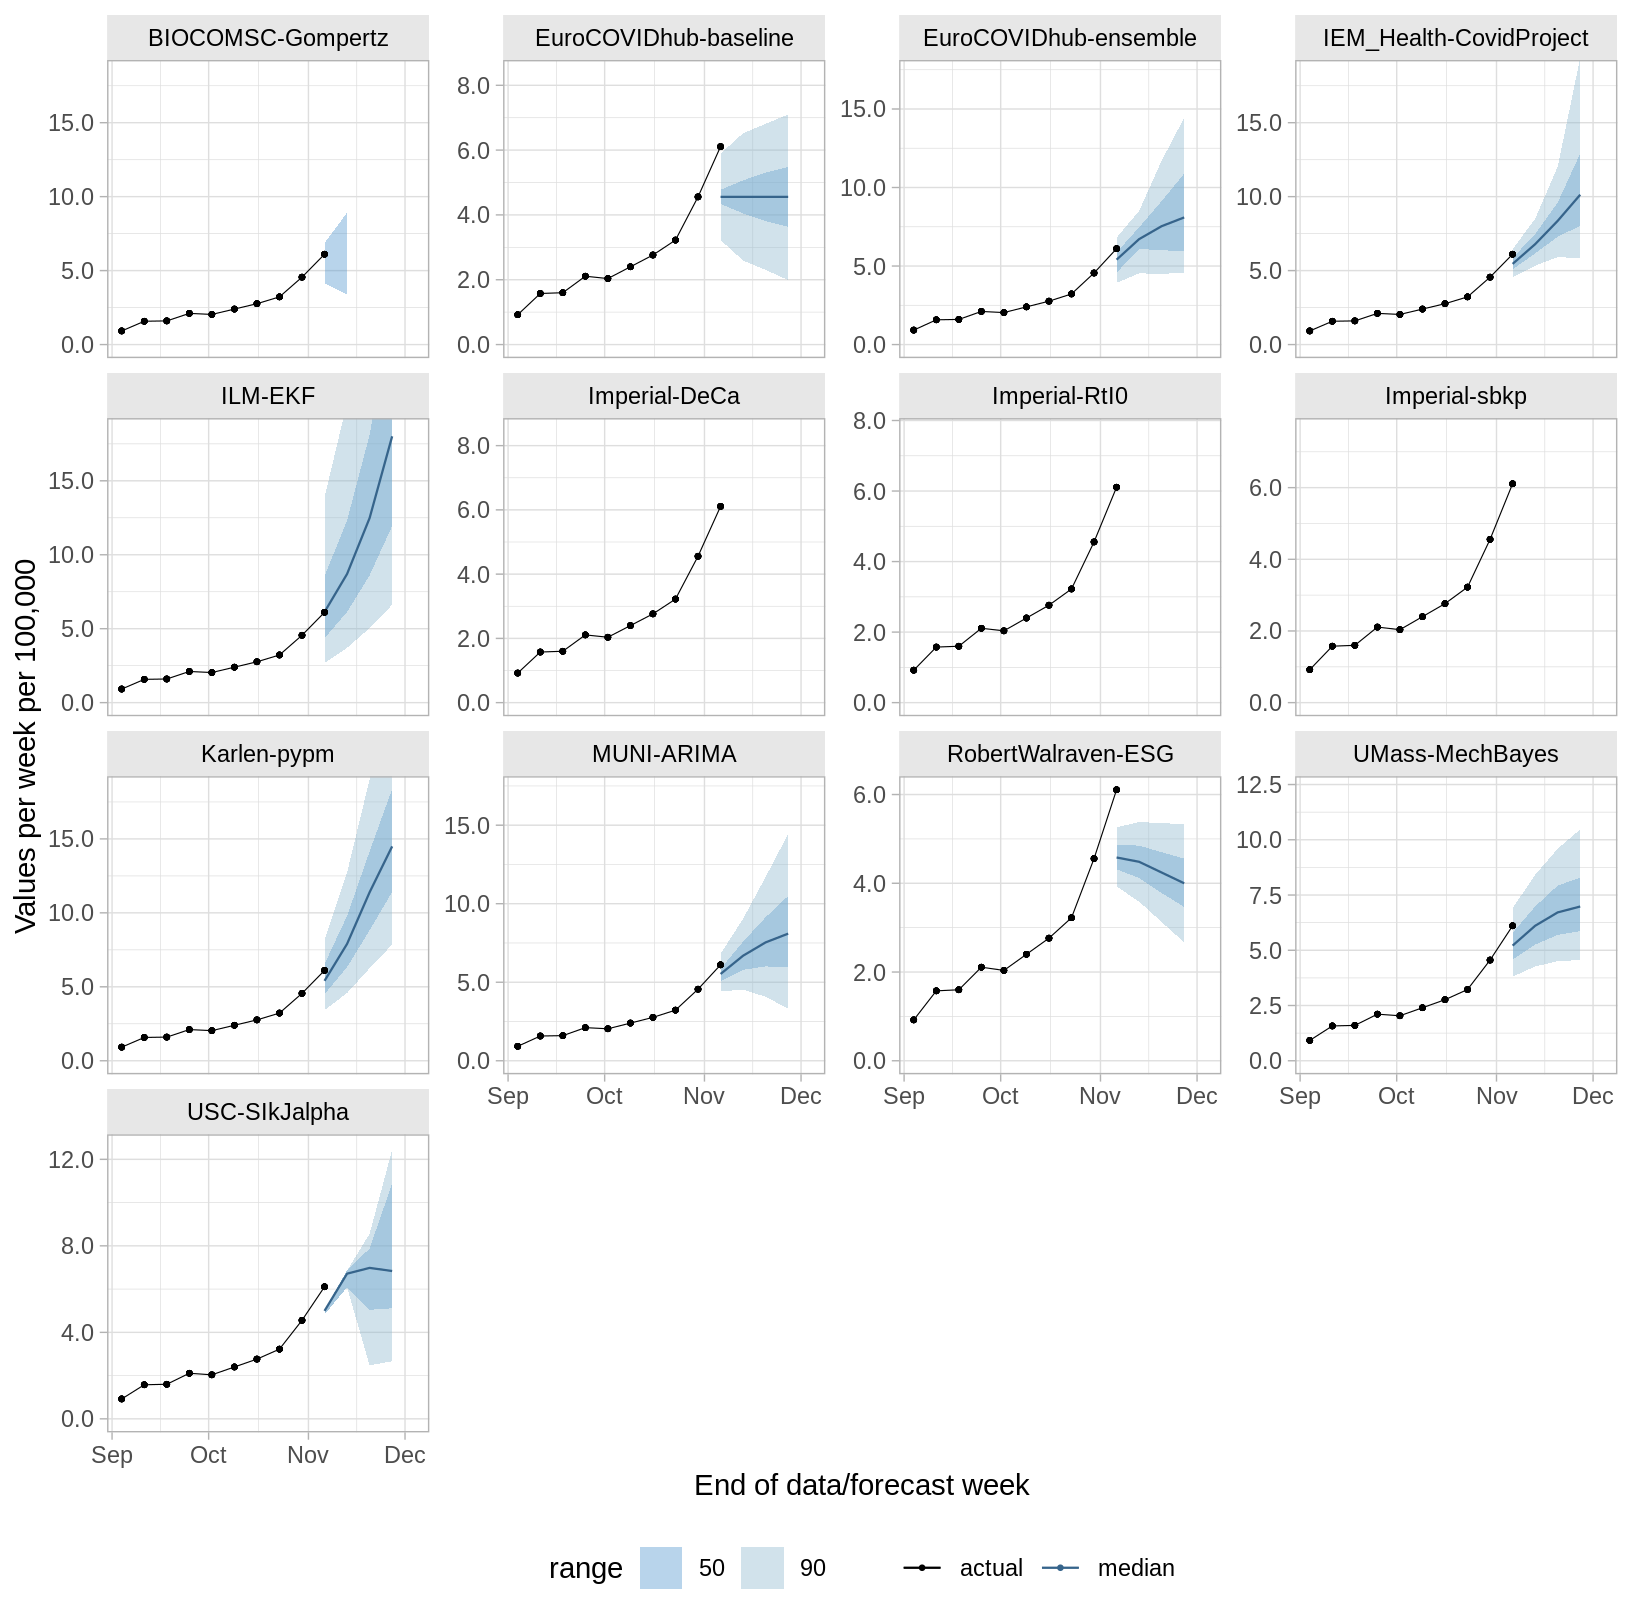 BIOCOMSC-Gompertz
EuroCOVIDhub-baseline
EuroCOVIDhub-ensemble
IEM_Health-CovidProject
15.0
10.0
5.0
0.0
8.0
6.0
4.0
2.0
0.0
15.0
10.0
5.0
0.0
15.0
10.0
5.0
0.0
ILM-EKF
Imperial-DeCa
Imperial-RtI0
Imperial-sbkp
15.0
10.0
5.0
0.0
8.0
6.0
4.0
2.0
0.0
8.0
6.0
4.0
2.0
0.0
6.0
4.0
2.0
0.0
Values per week per 100,000
Karlen-pypm
MUNI-ARIMA
RobertWalraven-ESG
UMass-MechBayes
15.0
10.0
5.0
0.0
15.0
10.0
5.0
0.0
6.0
4.0
2.0
0.0
12.5
10.0
7.5
5.0
2.5
0.0
Sep Oct Nov Dec
Sep Oct Nov Dec
Sep Oct Nov Dec
USC-SIkJalpha
12.0
8.0
4.0
0.0
Sep Oct Nov Dec
End of data/forecast week
range 50 90 actual median